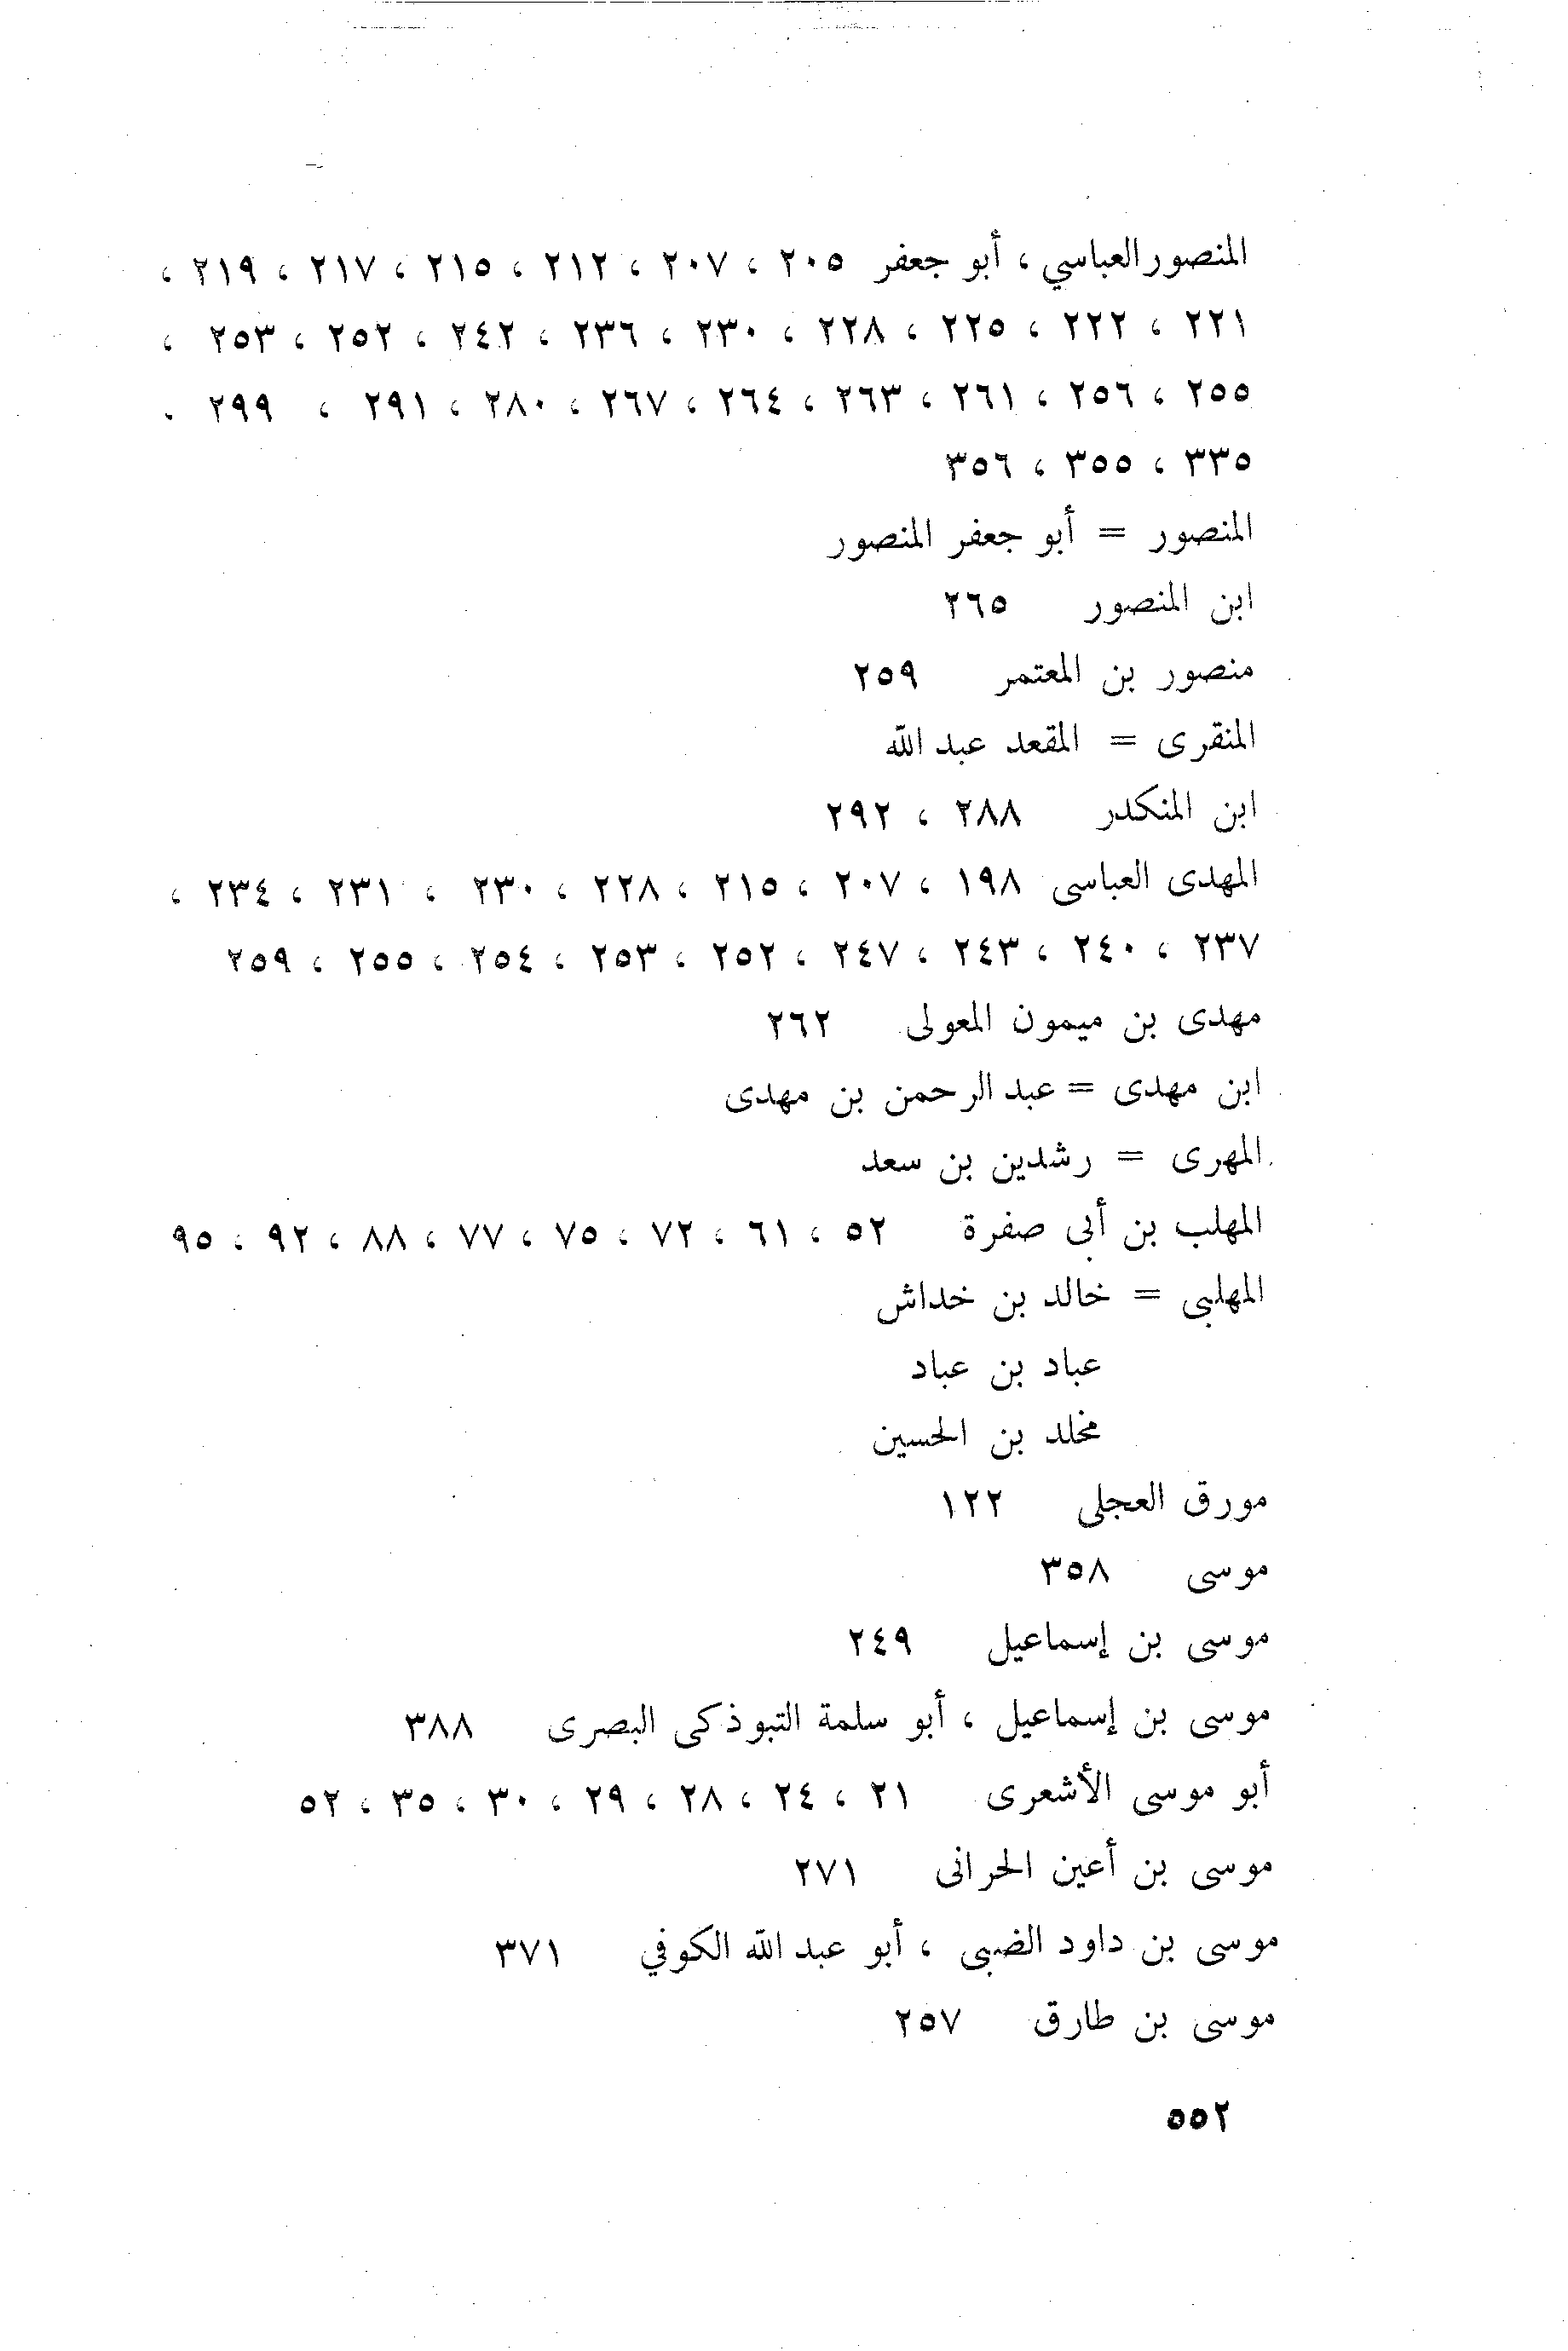 المنصور العباسي ، أبو جعفر ٢٠٥ ، ٢٠٧ ، ٢١٢ ، ٢١٥ ، ٢١٧ ، ٢١٩ ،
٢٢١ ، ٢٢٢ ، ٢٢٥ ، ٢٢٨ ، ٢٣٠ ، ٢٣٦ ، ٢٤٢ ، ٢٥٢ ، ٢٥٣ ،
٢٥٥ ، ٢٥٦ ، ٢٦١ ، ٢٦٣ ، ٢٦٤ ، ٢٦٧ ، ٢٨٠ ، ٢٩١ ، ٢٩٩ .
٣٣٥ ، ٣٥٥ ، ٣٥٦
المنصور = أبو جعفر المنصور
ابن المنصور ٢٦٥
منصور بن المعتمر ٢٥٩
المنقرى = المقعد عبد الله
ابن المنكدر ٢٨٨ ، ٢٩٢
المهدى العباسى ١٩٨ ، ٢٠٧ ، ٢١٥ ، ٢٢٨ ، ٢٣٠ ، ٢٣١ ، ٢٣٤ ،
٢٣٧ ، ٢٤٠ ، ٢٤٣ ، ٢٤٧ ، ٢٥٢ ، ٢٥٣ ، ٢٥٤ ، ٢٥٥ ، ٢٥٩
مهدى بن ميمون المعولى ٢٦٢
ابن مهدى = عبد الرحمن بن مهدى
المهرى = رشدين بن سعد
المهلب بن أبى صفرة ٥٢ ، ٦١ ، ٧٢ ، ٧٥ ، ٧٧ ، ٨٨ ، ٩٢ ، ٩٥
المهلبى = خالد بن خداش
عباد بن عباد
مخلد بن الحسين
مورق العجلى ١٢٢
موسى ٣٥٨
موسى بن إسماعيل ٢٤٩
موسى بن إسماعيل ، أبو سلمة التبوذكى البصرى ٣٨٨
أبو موسى الأشعرى ٢١ ، ٢٤ ، ٢٨ ، ٢٩ ، ٣٠ ، ٣٥ ، ٥٢
موسى بن أعين الحرانى ٢٧١
موسى بن داود الضبى ، أبو عبد الله الكوفي ٣٧١
موسى بن طارق ٢٥٧
٥٥٢